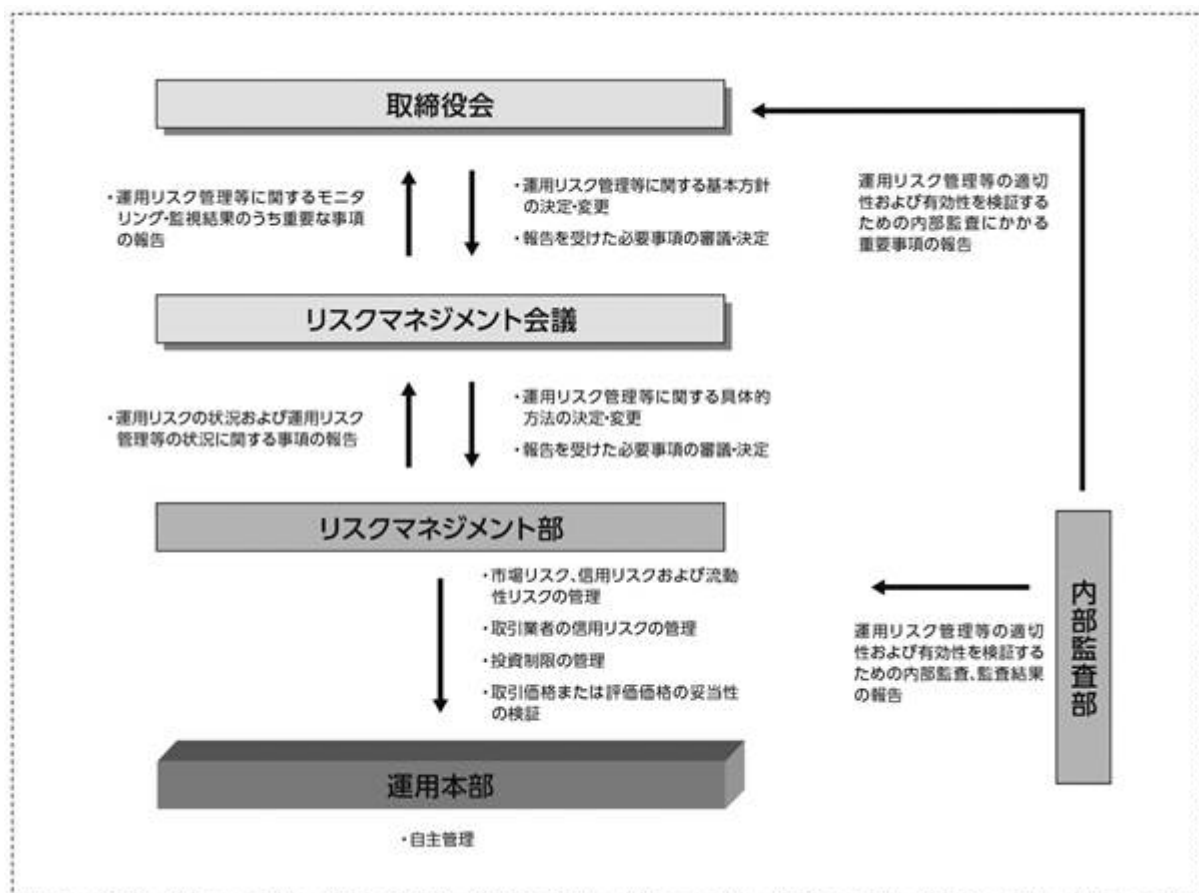 取締役会
・運用リスク管理等に関するモニタ
リング・監視結果のうち重要な事項
の報告
・運用リスク管理等に関する基本方針
の決定・変更
・報告を受けた必要事項の審議・決定
運用リスク管理等の適切
性および有効性を検証する
ための内部監査にかかる
重要事項の報告
リスクマネジメント会議
・運用リスクの状況および運用リスク
管理等の状況に関する事項の報告
・運用リスク管理等に関する具体的
方法の決定・変更
・報告を受けた必要事項の審議・決定
リスクマネジメント部
・市場リスク、信用リスクおよび流動
性リスクの管理
・取引業者の信用リスクの管理
・投資制限の管理
・取引価格または評価価格の妥当性
の検証
運用リスク管理等の適切
性および有効性を検証する
ための内部監査、監査結果
の報告
内部監査部
運用本部
・自主管理